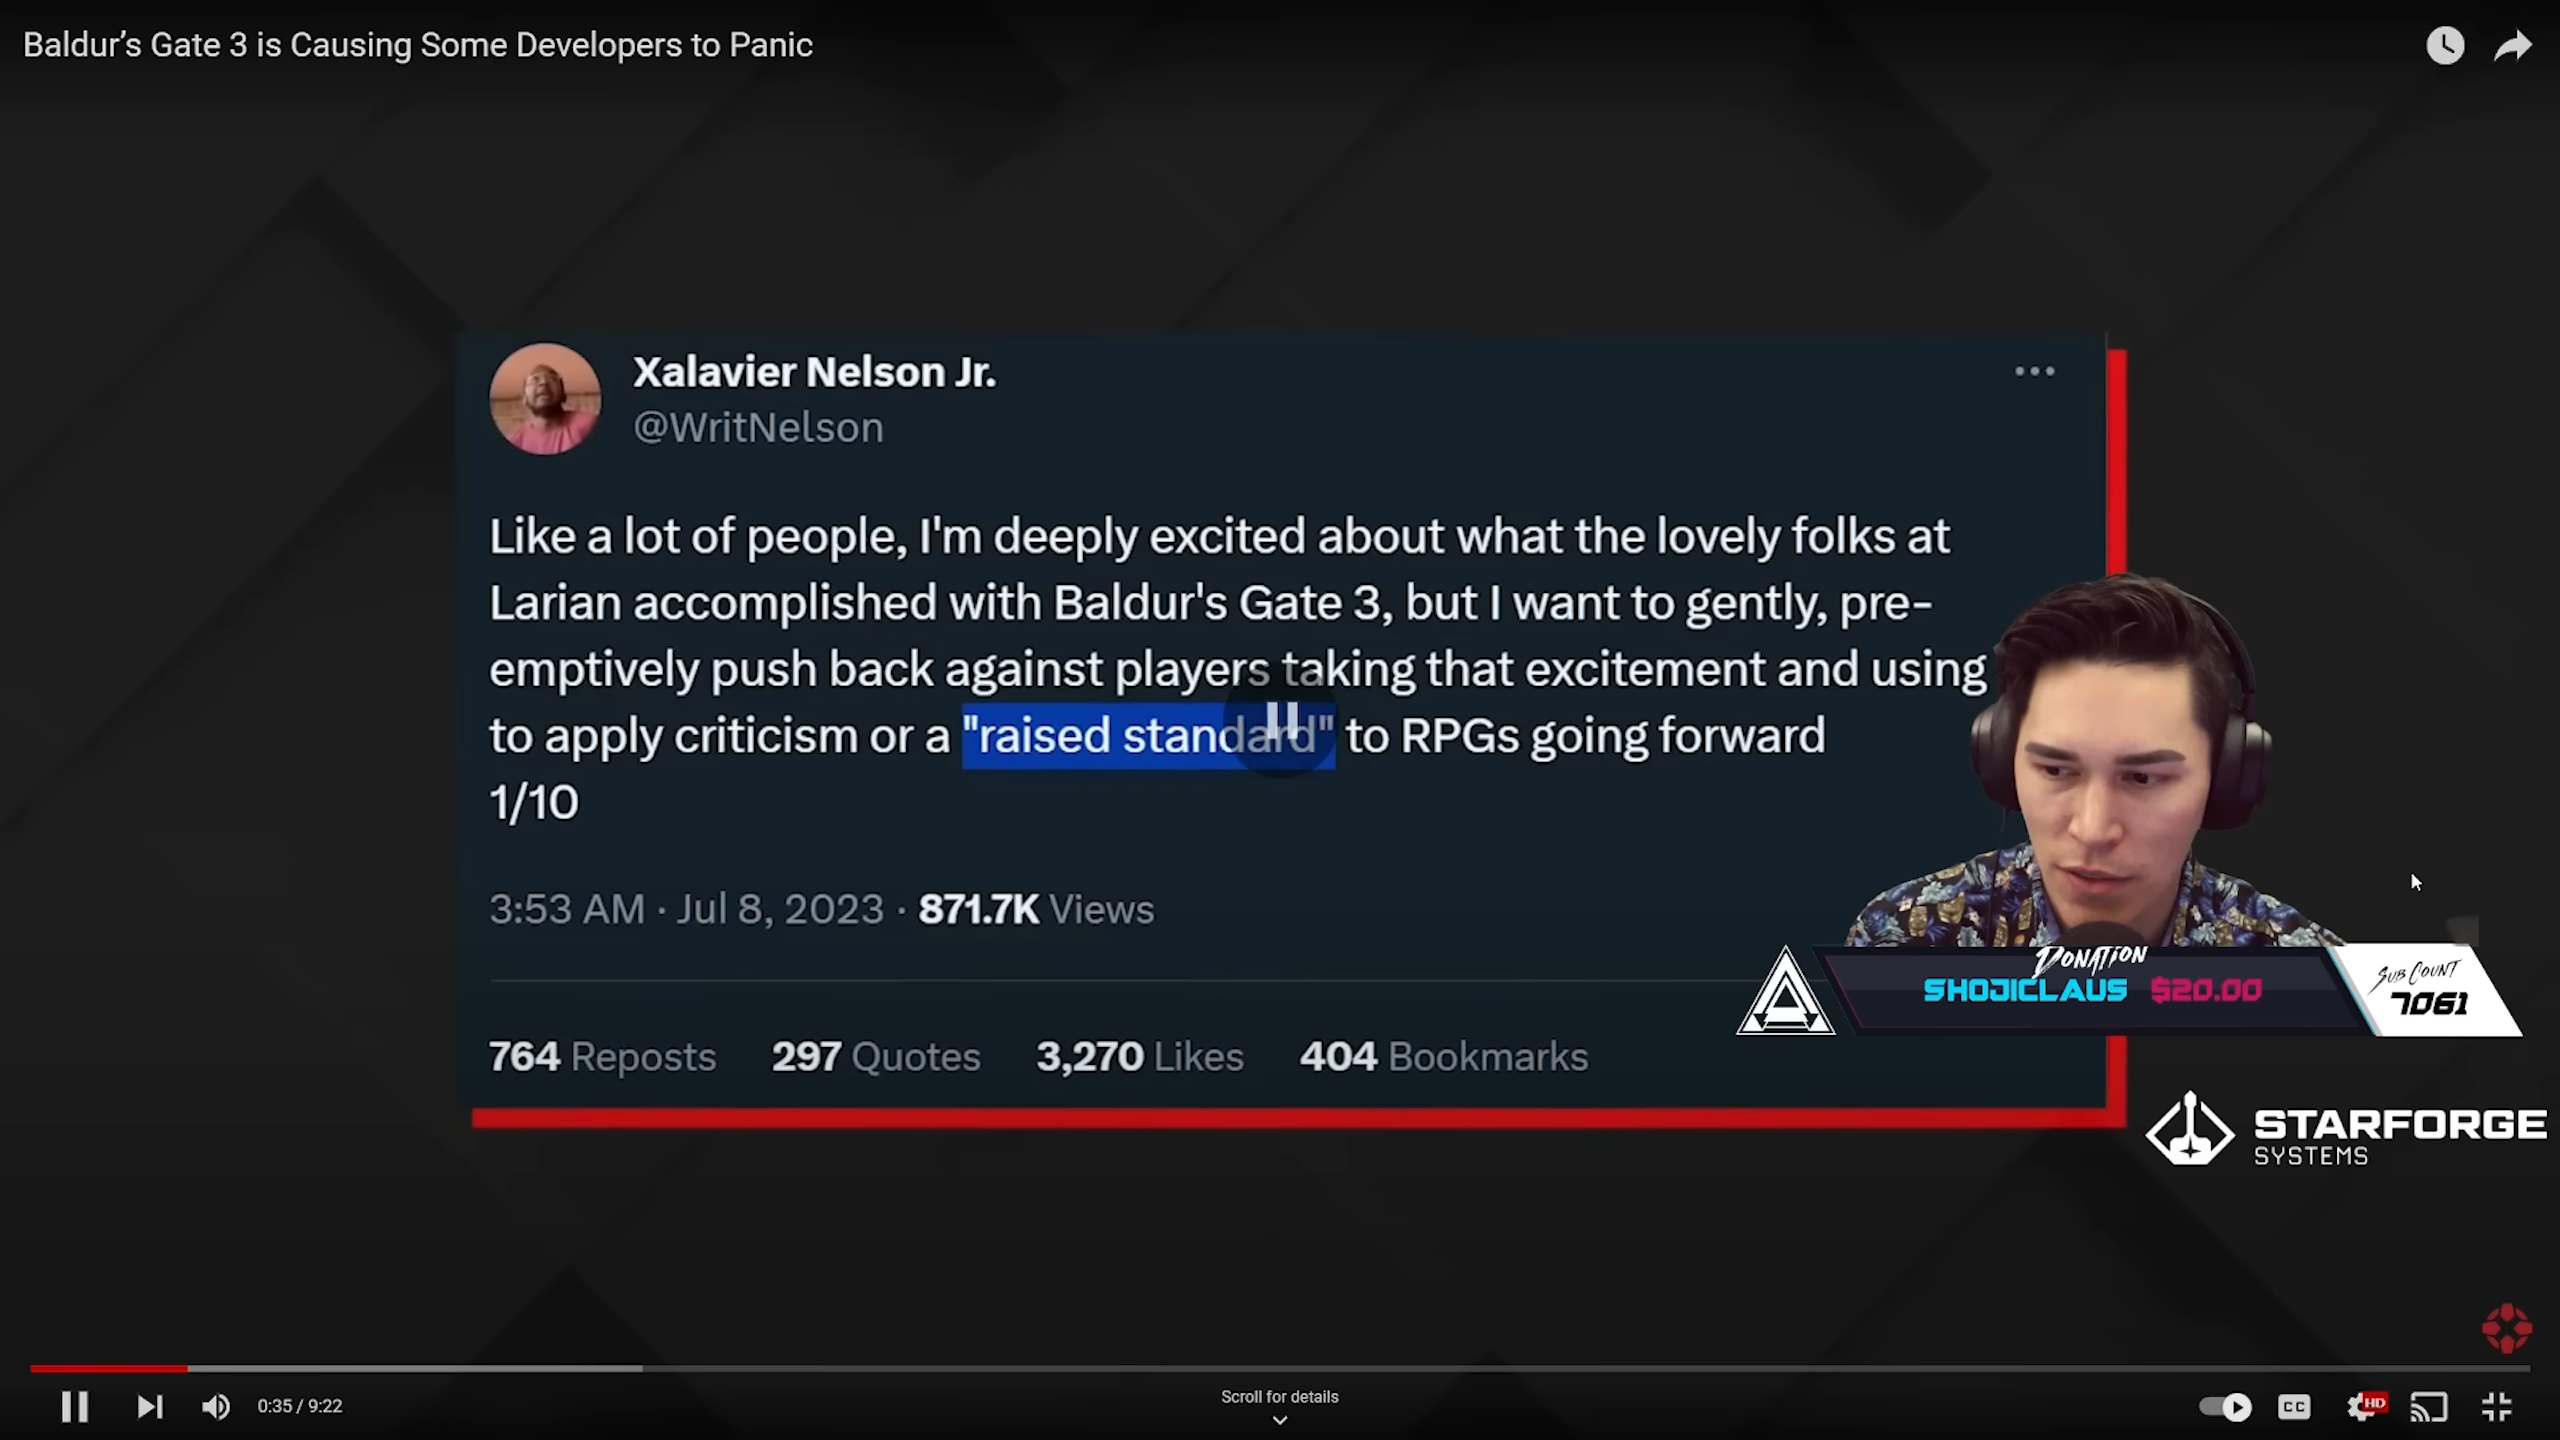 Baldur’s Gate 3 is Causing Some Developers to Panic
Xalavier Nelson Jr.
@WritNelson
Like a lot of people, I'm deeply excited about what the lovely folks at
Larian accomplished with Baldur's Gate 3, but I want to gently, pre-
emptively push back against players taking that excitement and using
to apply criticism or a "raised standard" to RPGs going forward
1/10
3:53 AM · Jul 8, 2023 · 871.7K Views
764 Reposts 297 Quotes 3,270 Likes 404 Bookmarks
DONATION
SHOJICLAUS $20.00
SUB COUNT
7061
STARFORGE
SYSTEMS
0:35 / 9:22
Scroll for details
CC
HD